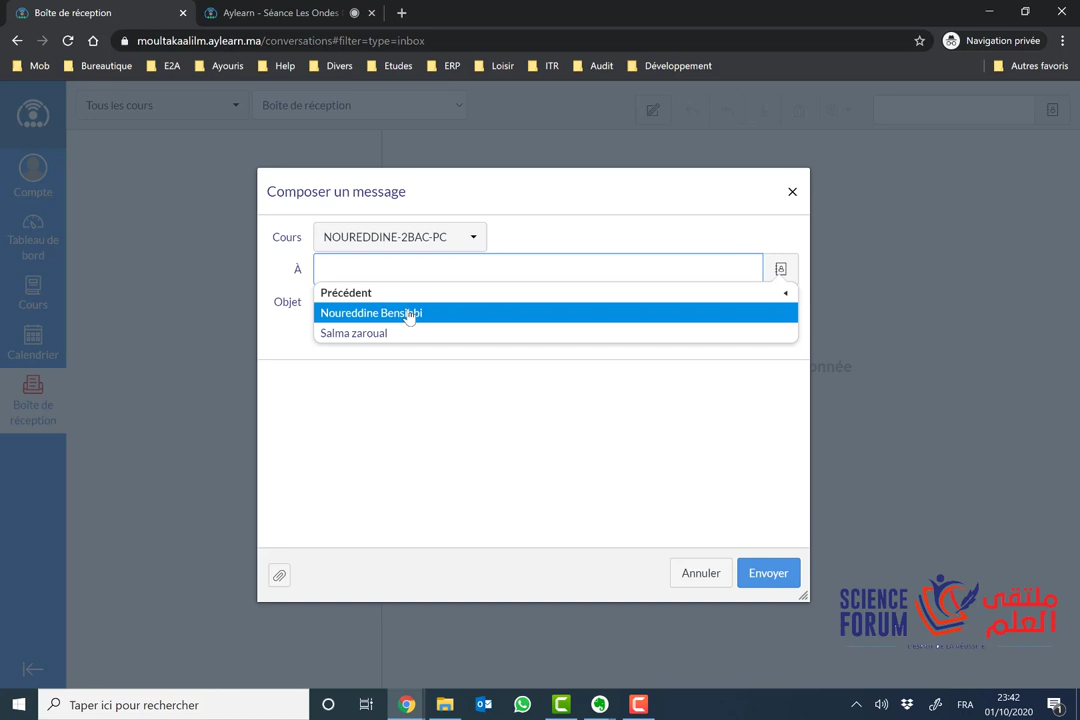 Boîte de réception
Aylearn - Séance Les Ondes
moultakaalilm.aylearn.ma/conversations#filter=type=inbox
Navigation privée
Mob
Bureautique
E2A
Ayouris
Help
Divers
Etudes
ERP
Loisir
ITR
Audit
Développement
Autres favoris
Tous les cours
Boîte de réception
Compte
Tableau de
bord
Cours
Calendrier
Boîte de
réception
Composer un message
Cours
NOUREDDINE-2BAC-PC
À
Précédent
Objet
Noureddine
Salma zaroual
Annuler
Envoyer
SCIENCE
FORUM
ملتقى
العلم
Taper ici pour rechercher
FRA
23:42
01/10/2020
1